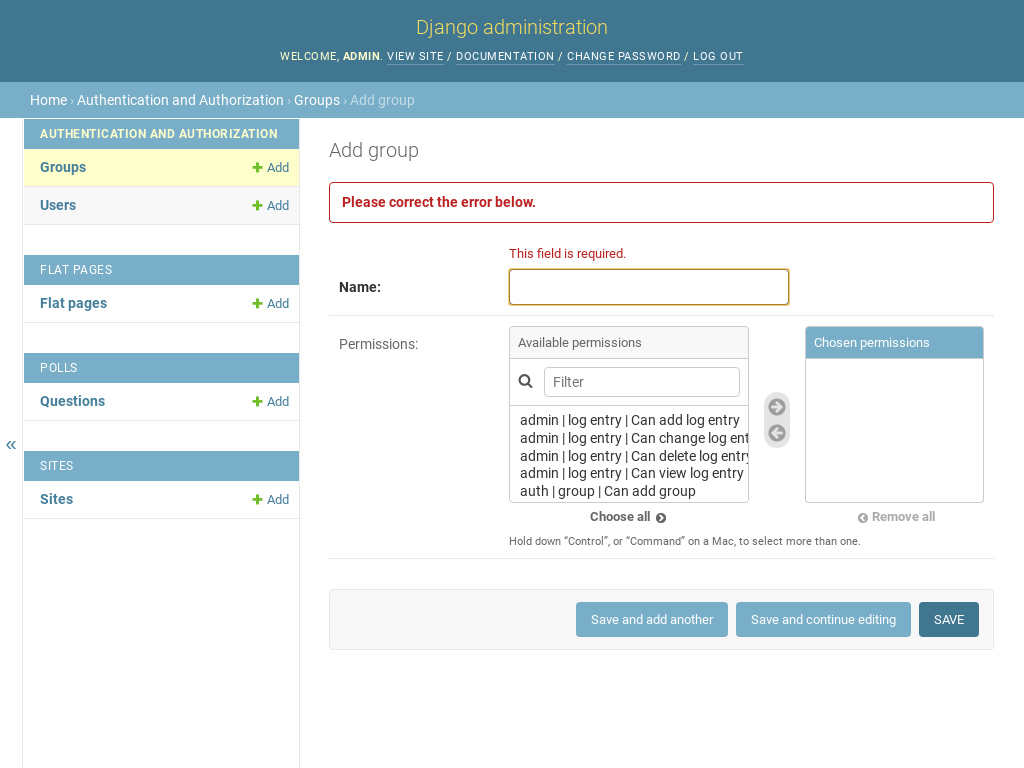 Django administration
WELCOME, ADMIN. VIEW SITE / DOCUMENTATION / CHANGE PASSWORD / LOG OUT
Home › Authentication and Authorization › Groups › Add group
«
AUTHENTICATION AND AUTHORIZATION
Groups Add
Users Add
FLAT PAGES
Flat pages Add
POLLS
Questions Add
SITES
Sites Add
Add group
Please correct the error below.
This field is required.
Name:
Permissions:
Available permissions
Filter
admin | log entry | Can add log entry
admin | log entry | Can change log ent
admin | log entry | Can delete log entry
admin | log entry | Can view log entry
auth | group | Can add group
Choose all
Chosen permissions
Remove all
Hold down “Control”, or “Command” on a Mac, to select more than one.
Save and add another
Save and continue editing
SAVE